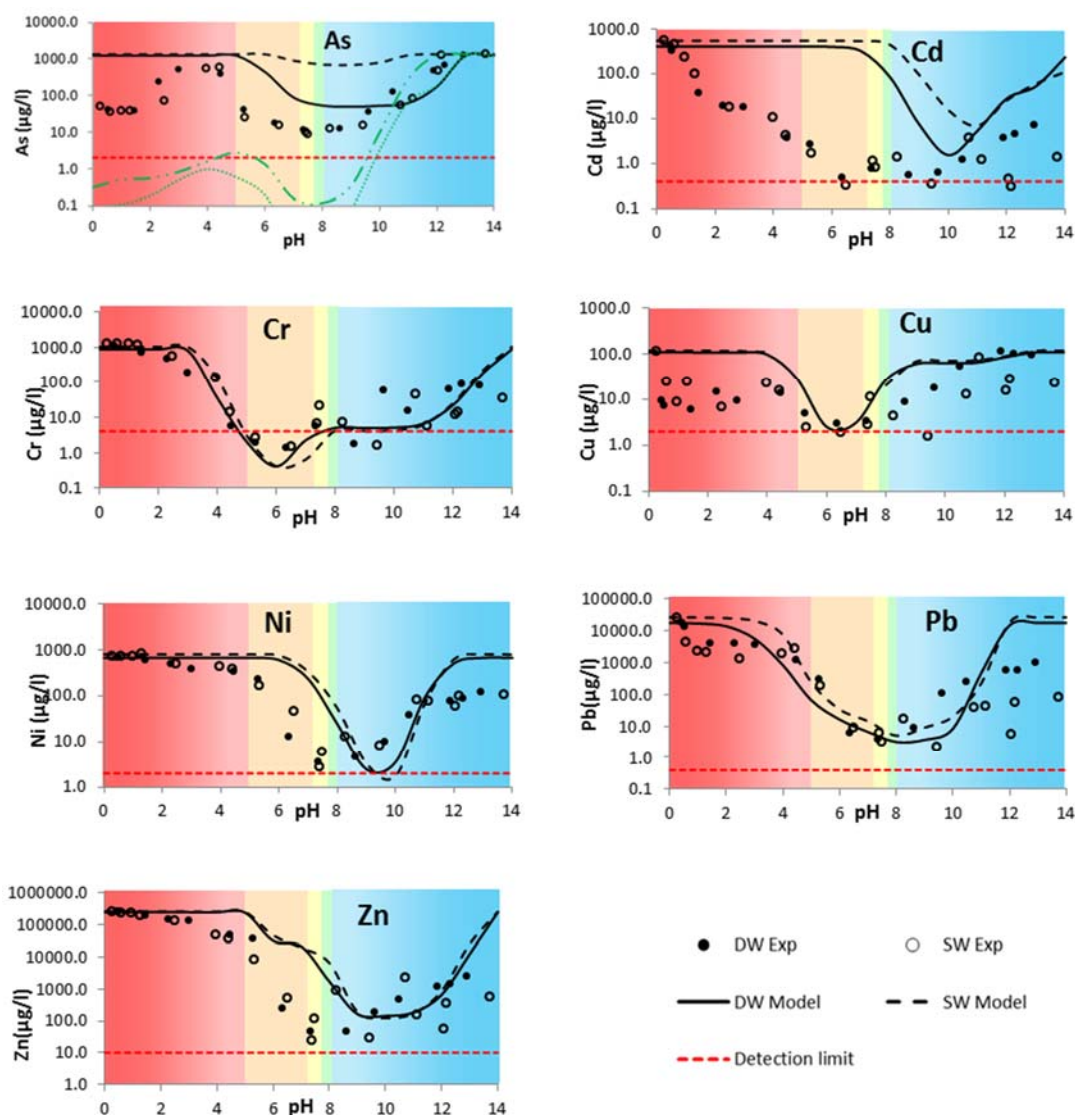 As
As (µg/l)
10000.0
1000.0
100.0
10.0
1.0
0.1
0 2 4 6 8 10 12 14
pH
Cd
Cd (µg/l)
1000.0
100.0
10.0
1.0
0.1
0 2 4 6 8 10 12 14
pH
Cr
Cr (µg/l)
10000.0
1000.0
100.0
10.0
1.0
0.1
0 2 4 6 8 10 12 14
pH
Cu
Cu (µg/l)
1000.0
100.0
10.0
1.0
0.1
0 2 4 6 8 10 12 14
pH
Ni
Ni (µg/l)
10000.0
1000.0
100.0
10.0
1.0
0 2 4 6 8 10 12 14
pH
Pb
Pb(µg/l)
100000.0
10000.0
1000.0
100.0
10.0
1.0
0.1
0 2 4 6 8 10 12 14
pH
Zn
Zn(µg/l)
1000000.0
100000.0
10000.0
1000.0
100.0
10.0
1.0
0 2 4 6 8 10 12 14
pH
DW Exp
SW Exp
DW Model
SW Model
Detection limit